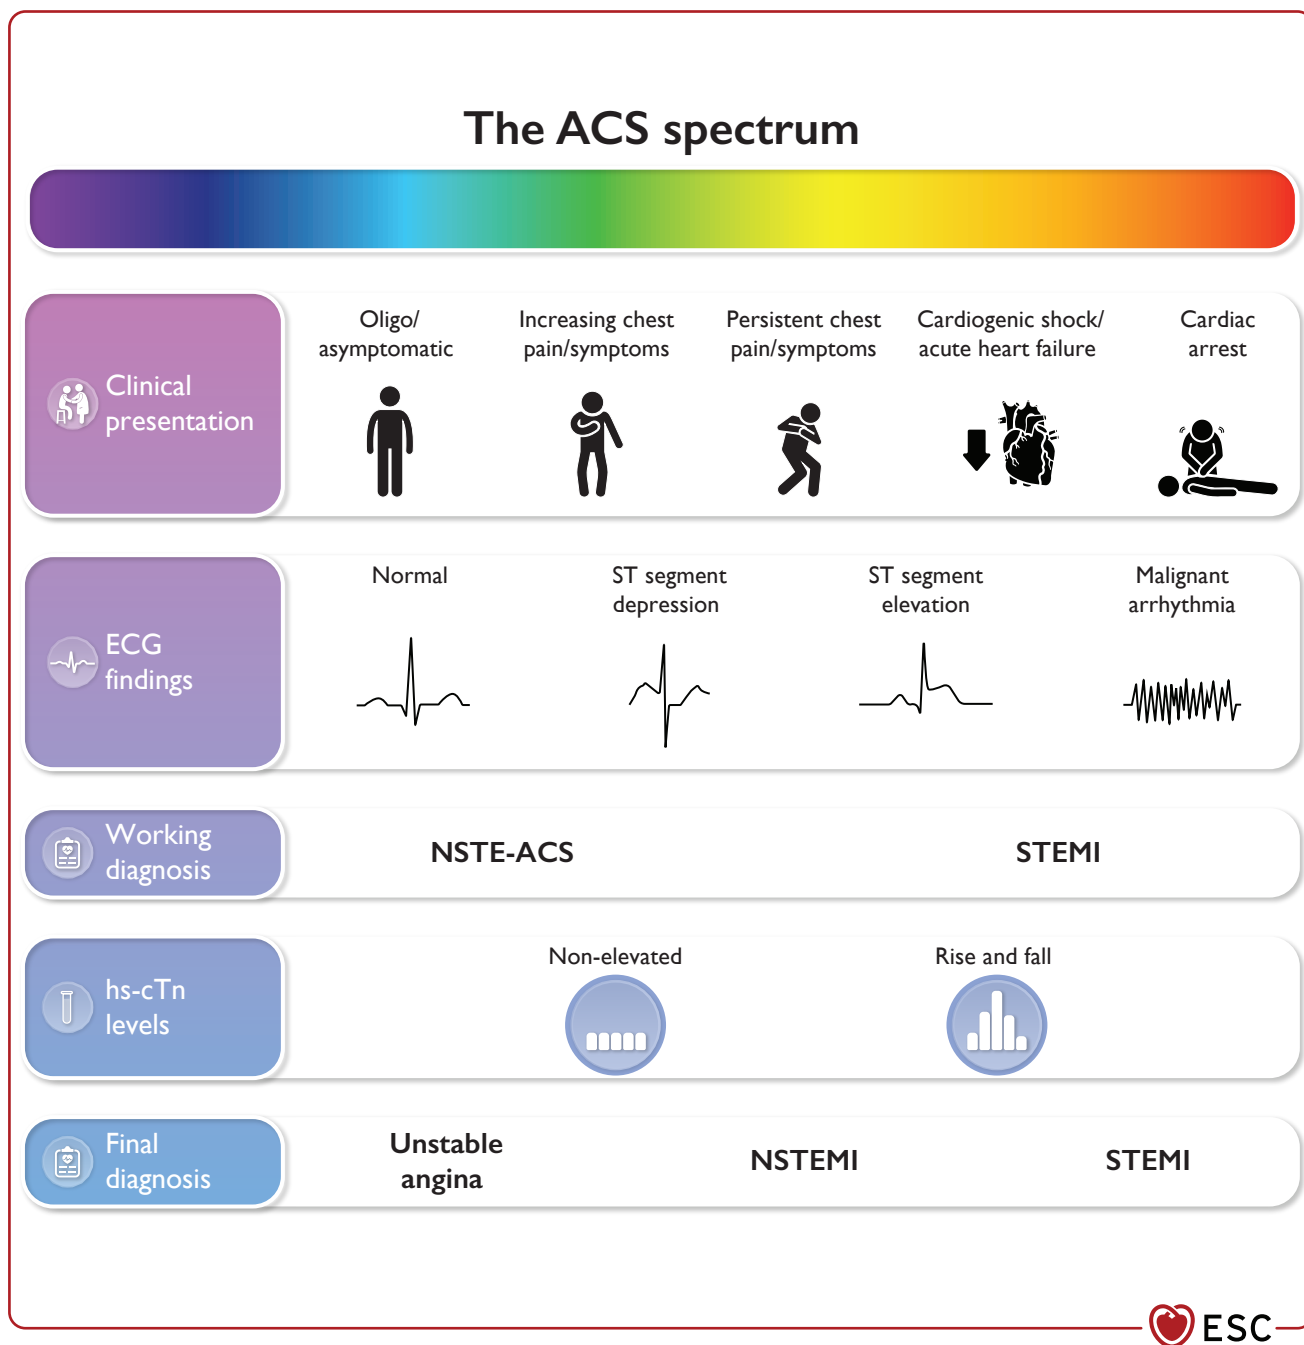 The ACS spectrum
Clinical
presentation
Oligo/
asymptomatic
Increasing chest
pain/symptoms
Persistent chest
pain/symptoms
Cardiogenic shock/
acute heart failure
Cardiac
arrest
ECG
findings
Normal
ST segment
depression
ST segment
elevation
Malignant
arrhythmia
Working
diagnosis
NSTE-ACS
STEMI
hs-cTn
levels
Non-elevated
Rise and fall
Final
diagnosis
Unstable
angina
NSTEMI
STEMI
ESC